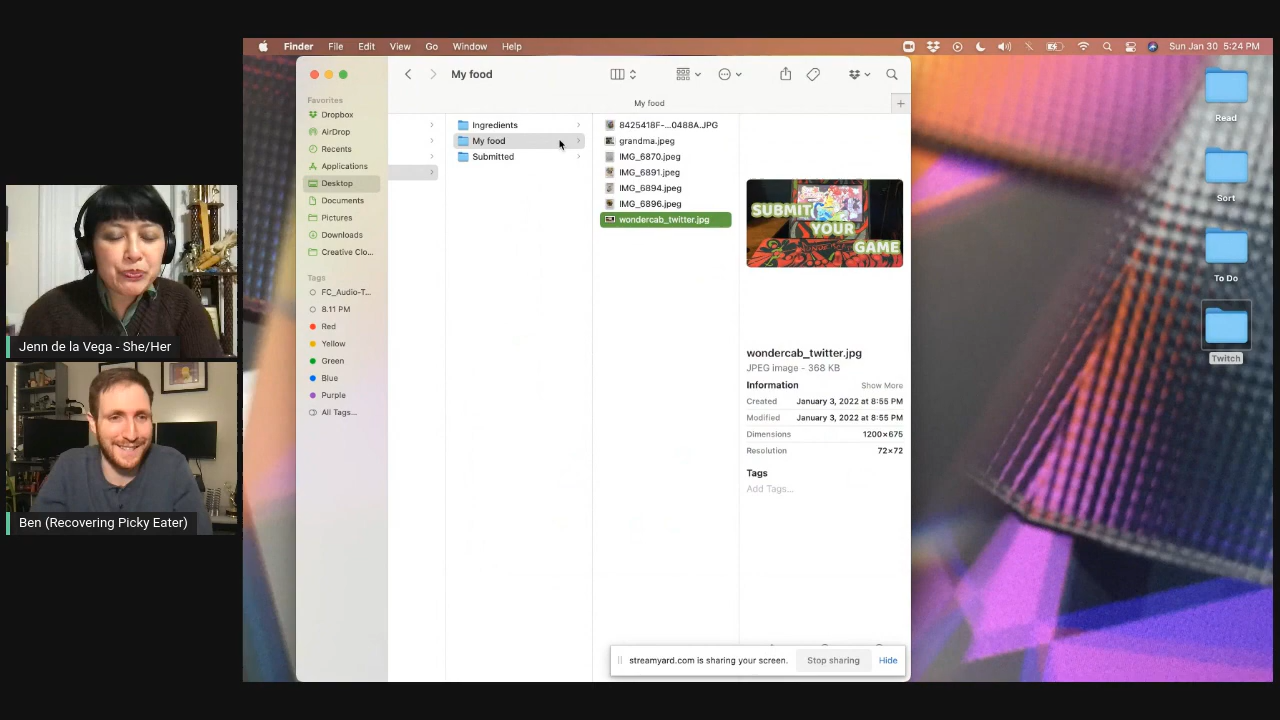 Finder File Edit View Go Window Help Sun Jan 30 5:24 PM
My food
My food
Favorites
Dropbox
AirDrop
Recents
Applications
Desktop
Documents
Pictures
Downloads
Creative Clo...
Tags
FC_Audio-T...
8.11 PM
Red
Yellow
Green
Blue
Purple
All Tags...
Ingredients
My food
Submitted
8425418F-...0488A.JPG
grandma.jpeg
IMG_6870.jpeg
IMG_6891.jpeg
IMG_6894.jpeg
IMG_6896.jpeg
wondercab_twitter.jpg
SUBMIT
YOUR
GAME
wondercab_twitter.jpg
JPEG image - 368 KB
Information Show More
Created January 3, 2022 at 8:55 PM
Modified January 3, 2022 at 8:55 PM
Dimensions 1200×675
Resolution 72×72
Tags
Add Tags...
streamyard.com is sharing your screen. Stop sharing Hide
Read
Sort
To Do
Twitch
Jenn de la Vega - She/Her
Ben (Recovering Picky Eater)